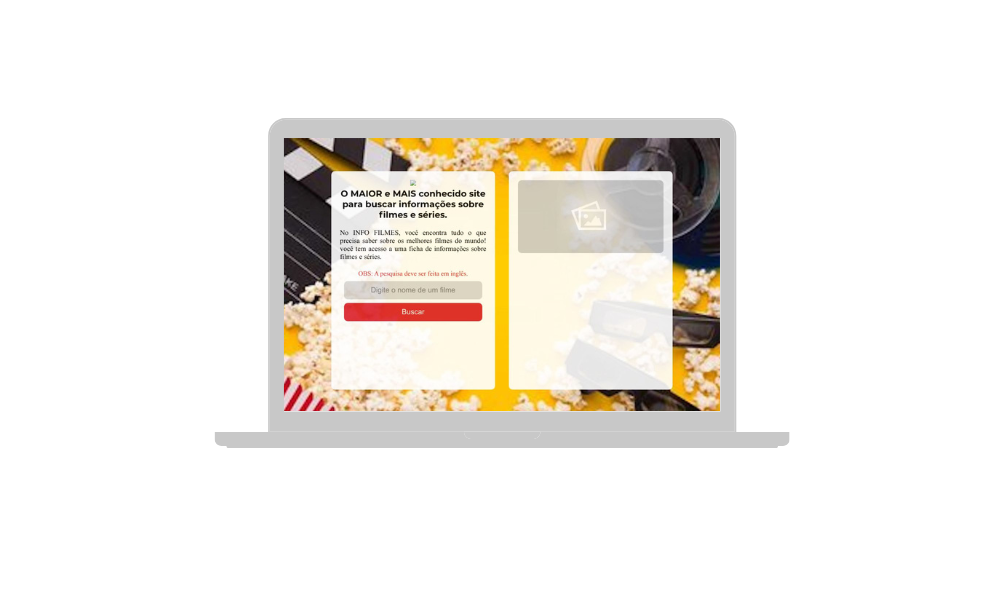 O MAIOR e MAIS conhecido site
para buscar informações sobre
filmes e séries.
No INFO FILMES, você encontra tudo o que
precisa saber sobre os melhores filmes do mundo!
você tem acesso a uma ficha de informações sobre
filmes e séries.
OBS: A pesquisa deve ser feita em inglês.
Digite o nome de um filme
Buscar